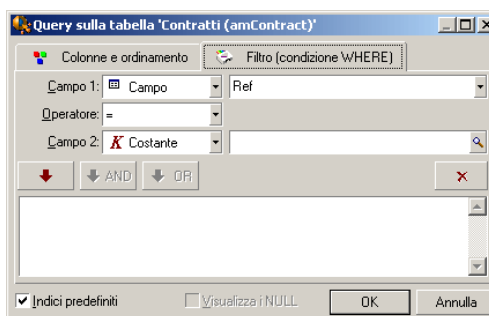 Query sulla tabella 'Contratti (amContract)'
Colonne e ordinamento Filtro (condizione WHERE)
Campo 1: Campo Ref
Operatore: =
Campo 2: K Costante
AND OR
Indici predefiniti Visualizza i NULL OK Annulla